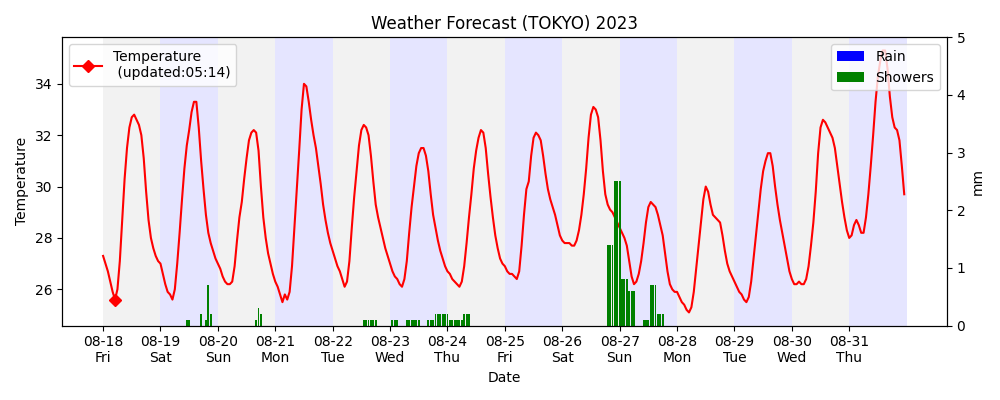 Weather Forecast (TOKYO) 2023
Temperature
(updated:05:14)
Rain
Showers
Temperature
34
32
30
28
26
5
4
3
2
1
0
mm
08-18 08-19 08-20 08-21 08-22 08-23 08-24 08-25 08-26 08-27 08-28 08-29 08-30 08-31
Fri Sat Sun Mon Tue Wed Thu Fri Sat Sun Mon Tue Wed Thu
Date